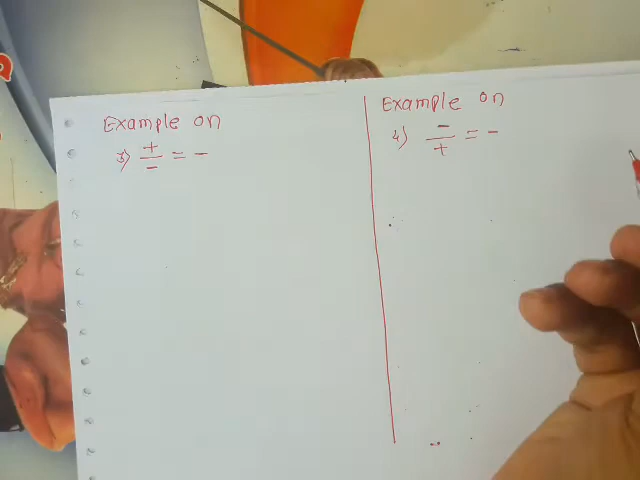 Example on
3) + / - = -
Example on
4) - / + = -